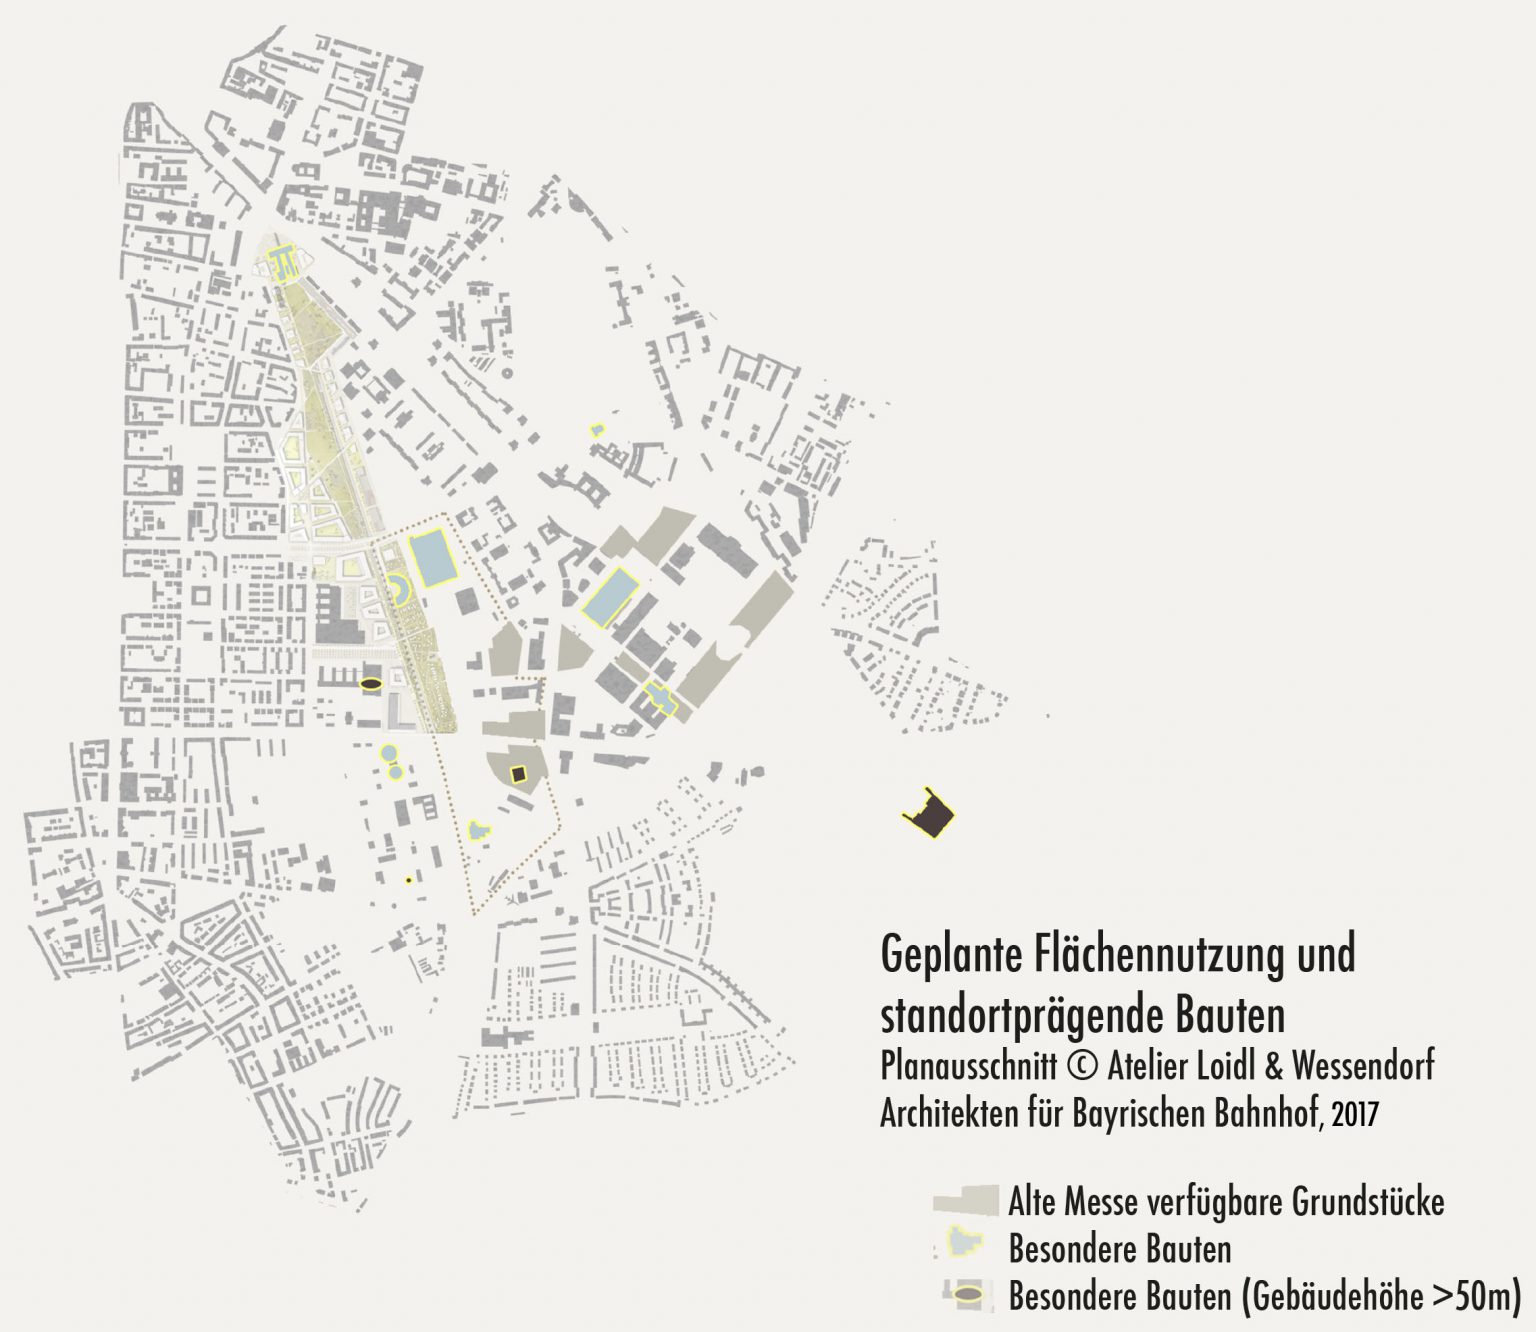 Geplante Flächennutzung und
standortprägende Bauten
Planausschnitt © Atelier Loidl & Wessendorf
Architekten für Bayrischen Bahnhof, 2017
Alte Messe verfügbare Grundstücke
Besondere Bauten
Besondere Bauten (Gebäudehöhe >50m)